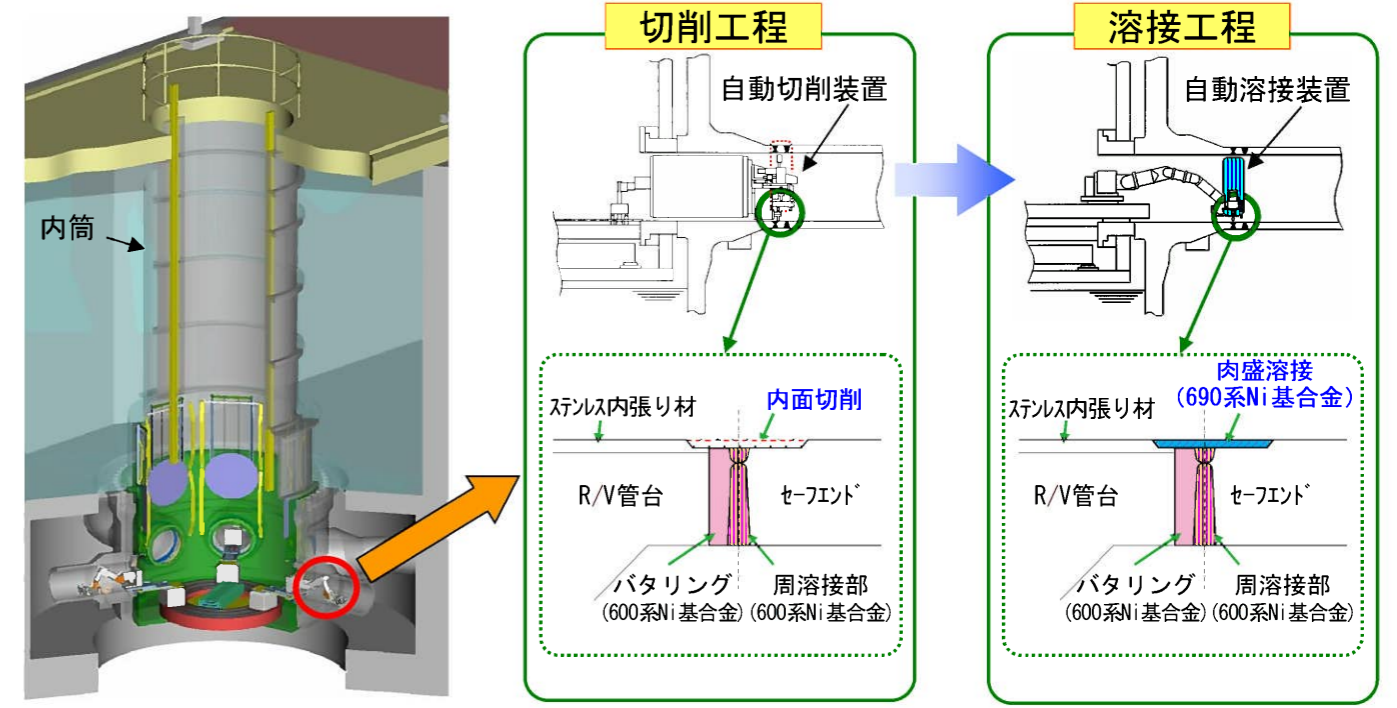 内筒
切削工程
自動切削装置
ステンレス内張り材
内面切削
R/V管台
セーフエンド
バタリング
(600系Ni基合金)
周溶接部
(600系Ni基合金)
溶接工程
自動溶接装置
ステンレス内張り材
肉盛溶接
(690系Ni基合金)
R/V管台
セーフエンド
バタリング
(600系Ni基合金)
周溶接部
(600系Ni基合金)